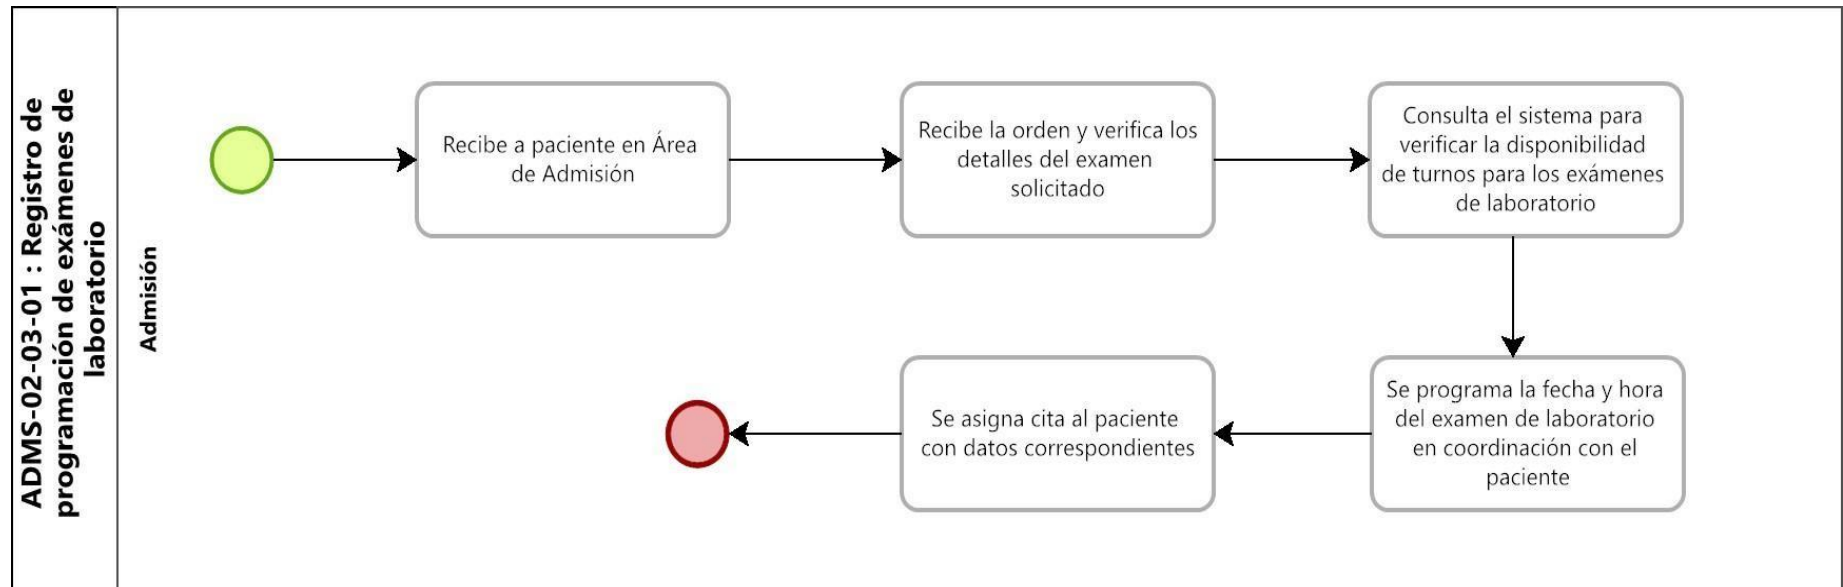 ADMS-02-03-01 : Registro de
programación de exámenes de
laboratorio
Admisión
Recibe a paciente en Área
de Admisión
Recibe la orden y verifica los
detalles del examen
solicitado
Consulta el sistema para
verificar la disponibilidad
de turnos para los exámenes
de laboratorio
Se programa la fecha y hora
del examen de laboratorio
en coordinación con el
paciente
Se asigna cita al paciente
con datos correspondientes